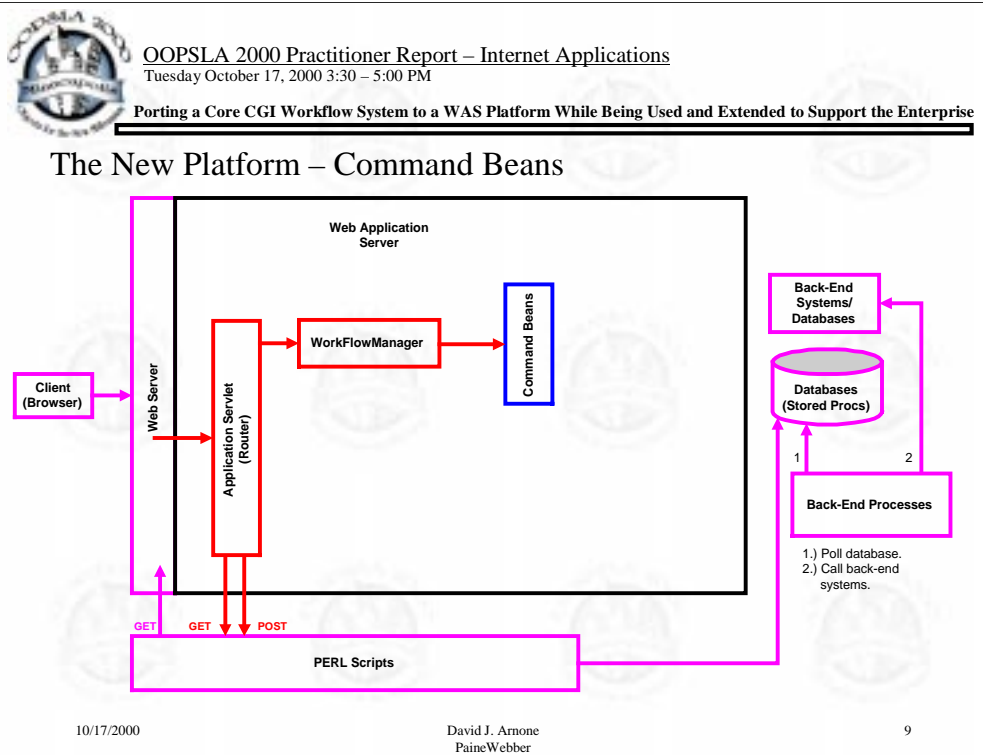 OOPSLA 2000
Minneapolis
OOPSLA 2000 Practitioner Report – Internet Applications
Tuesday October 17, 2000 3:30 – 5:00 PM
Porting a Core CGI Workflow System to a WAS Platform While Being Used and Extended to Support the Enterprise
The New Platform – Command Beans
Web Application
Server
Back-End
Systems/
Databases
Command Beans
WorkFlowManager
Client
(Browser)
Web Server
Application Servlet
(Router)
Databases
(Stored Procs)
1
2
Back-End Processes
1.) Poll database.
2.) Call back-end
systems.
GET
GET
POST
PERL Scripts
10/17/2000
David J. Arnone
PaineWebber
9